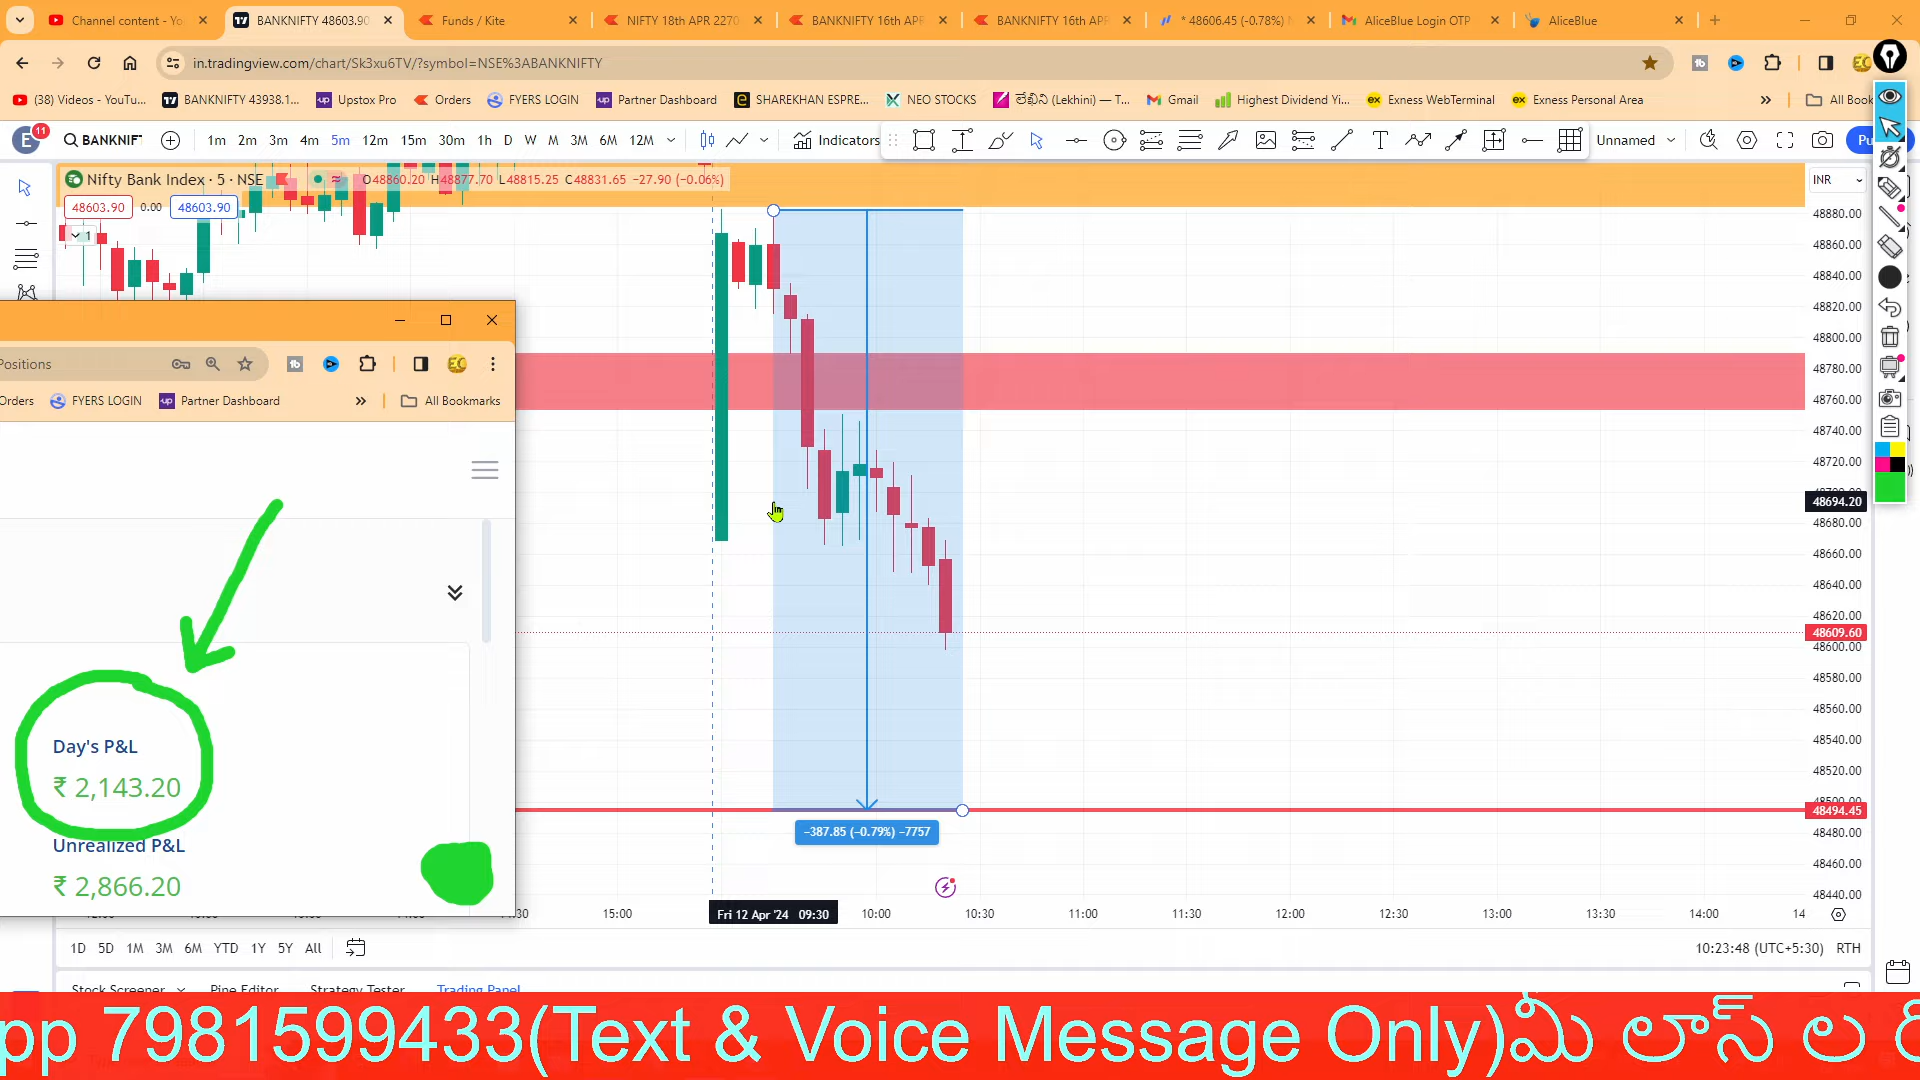 Channel content - Yo
BANKNIFTY 48603.90
Funds / Kite
NIFTY 18th APR 2270
BANKNIFTY 16th APR
BANKNIFTY 16th APR
* 48606.45 (-0.78%)
AliceBlue Login OTP
AliceBlue
in.tradingview.com/chart/Sk3xu6TV/?symbol=NSE%3ABANKNIFTY
(38) Videos - YouTu...
BANKNIFTY 43938.1...
Upstox Pro
Orders
FYERS LOGIN
Partner Dashboard
SHAREKHAN ESPRE...
NEO STOCKS
లేఖిని (Lekhini) — T...
Gmail
Highest Dividend Yi...
Exness WebTerminal
Exness Personal Area
All Book
E 11
BANKNIFT
1m 2m 3m 4m 5m 12m 15m 30m 1h D W M 3M 6M 12M
Indicators
Unnamed
Pu
Nifty Bank Index · 5 · NSE
O48860.20 H48877.70 L48815.25 C48831.65 −27.90 (−0.06%)
INR
48603.90 0.00 48603.90
1
48880.00
48860.00
48840.00
48820.00
48800.00
48780.00
48760.00
48740.00
48720.00
48694.20
48680.00
48660.00
48640.00
48620.00
48609.60
48600.00
48580.00
48560.00
48540.00
48520.00
48494.45
48480.00
48460.00
48440.00
Positions
Orders
FYERS LOGIN
Partner Dashboard
All Bookmarks
Day's P&L
₹ 2,143.20
Unrealized P&L
₹ 2,866.20
−387.85 (−0.79%) −7757
15:00
Fri 12 Apr '24 09:30
10:00 10:30 11:00 11:30 12:00 12:30 13:00 13:30 14:00 14
1D 5D 1M 3M 6M YTD 1Y 5Y All
10:23:48 (UTC+5:30) RTH
Stock Screener
Pine Editor
Strategy Tester
Trading Panel
pp 7981599433(Text & Voice Message Only)మీ లాస్ ల